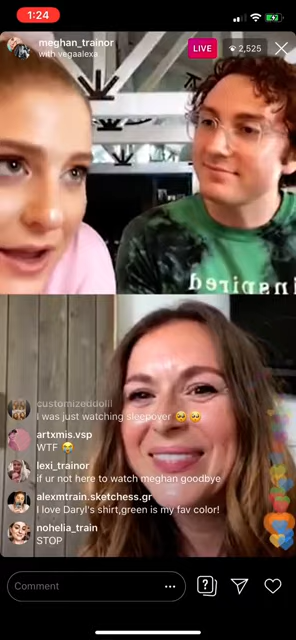 1:24
meghan_trainor
with vegaalexa
LIVE
2,525
inspired
customizeddolll
I was just watching sleepover 🥺🥺
artxmis.vsp
WTF 😭
lexi_trainor
if ur not here to watch meghan goodbye
alexmtrain.sketchess.gr
I love Daryl's shirt,green is my fav color!
nohelia_train
STOP
Comment